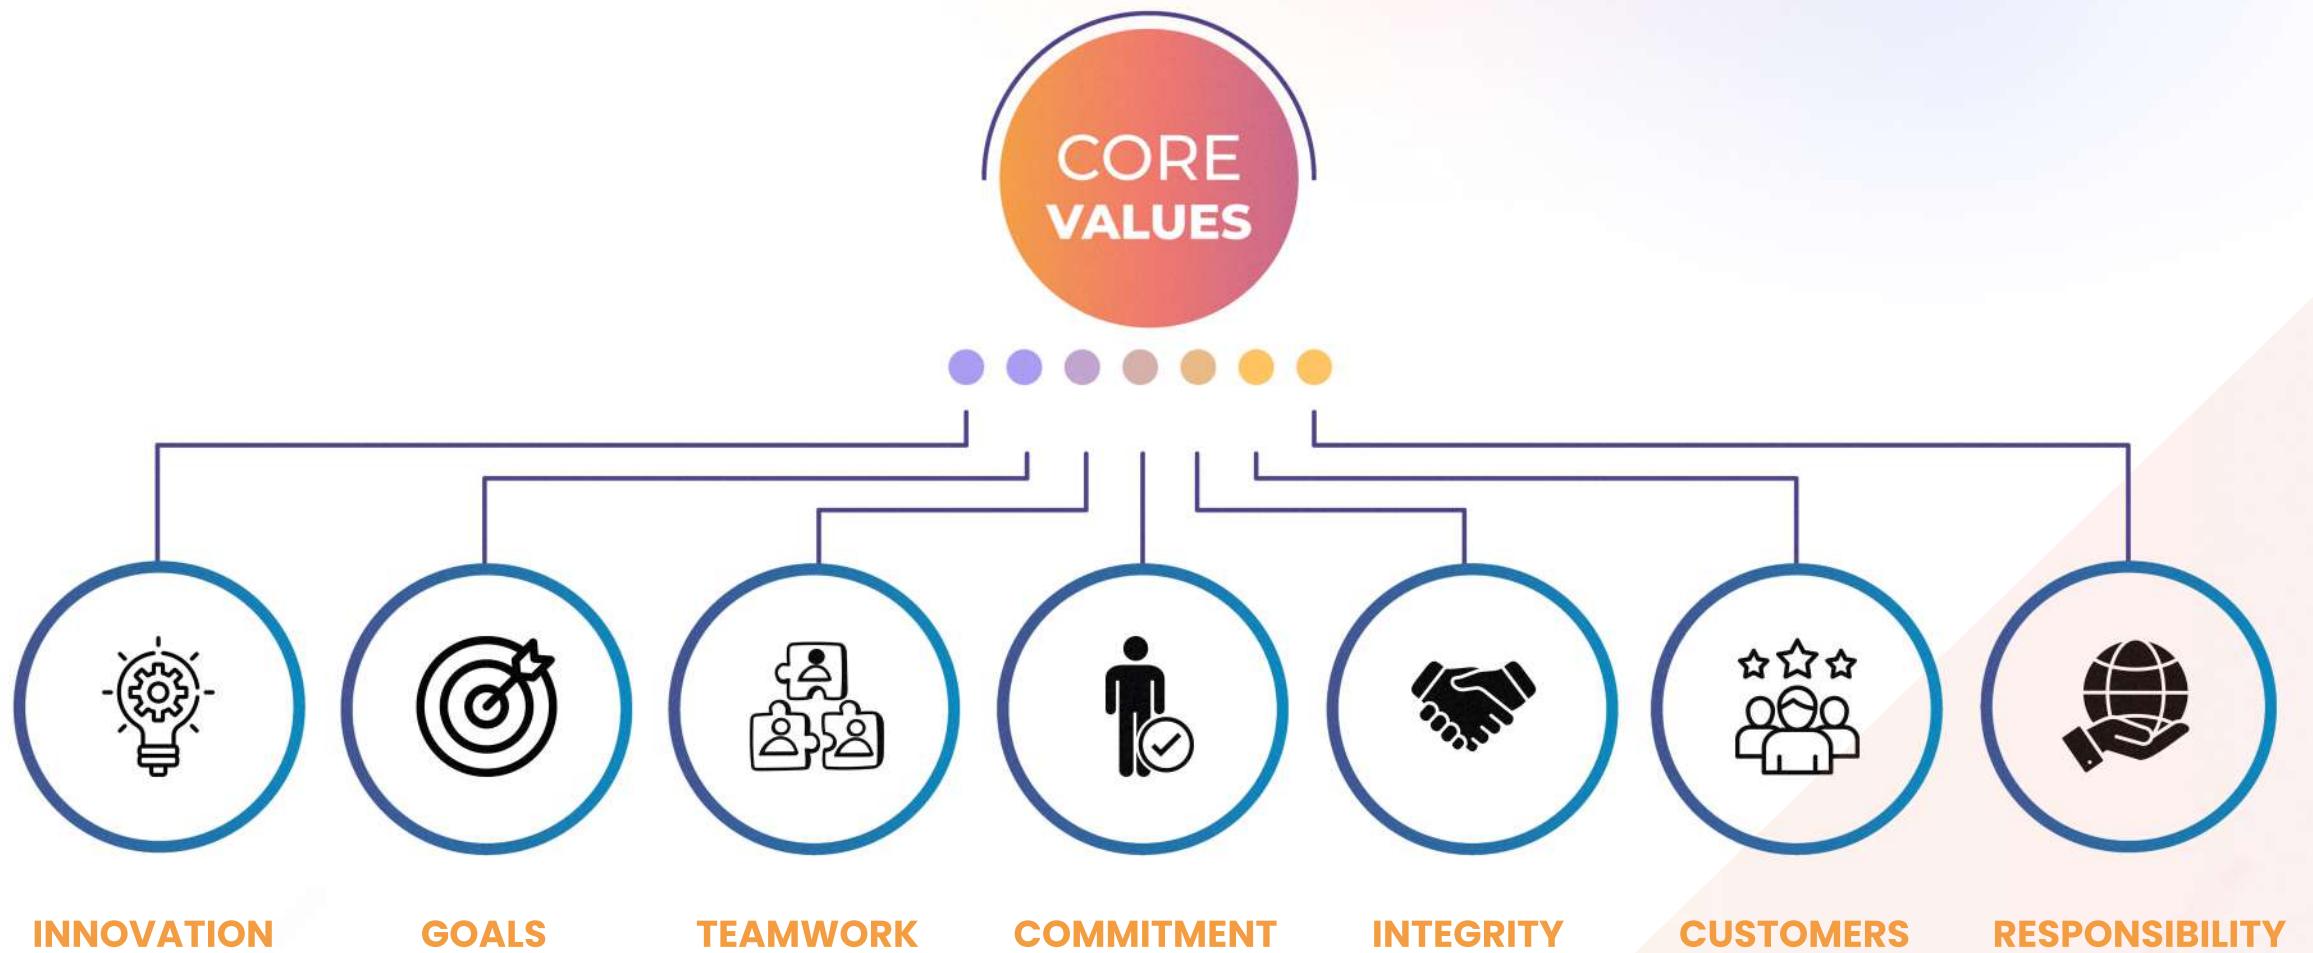 CORE
VALUES
INNOVATION
GOALS
TEAMWORK
COMMITMENT
INTEGRITY
CUSTOMERS
RESPONSIBILITY